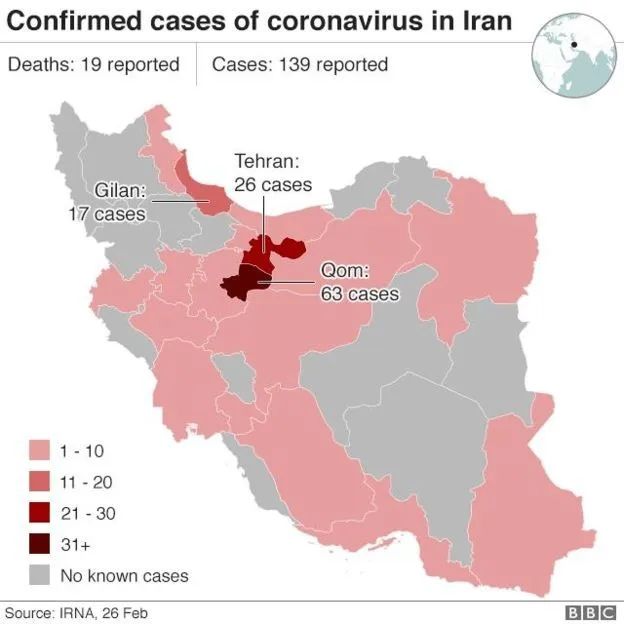 Confirmed cases of coronavirus in Iran
Deaths: 19 reported
Cases: 139 reported
Tehran:
26 cases
Gilan:
17 cases
Qom:
63 cases
1 - 10
11 - 20
21 - 30
31+
No known cases
Source: IRNA, 26 Feb
BBC